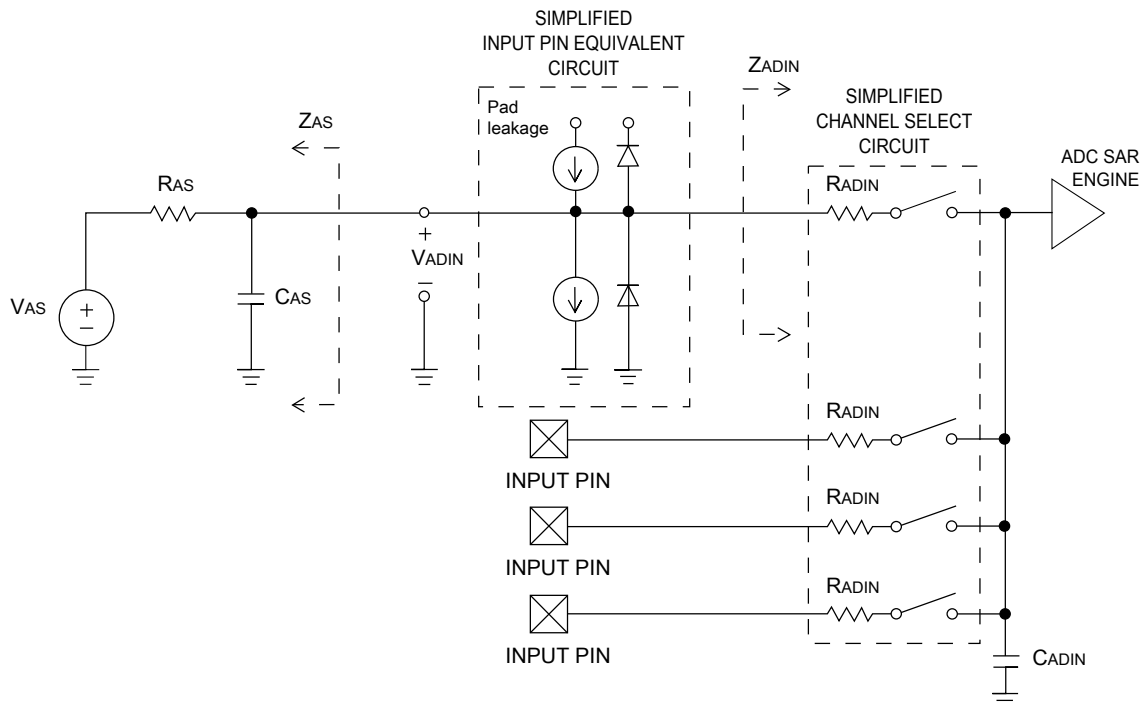 SIMPLIFIED
INPUT PIN EQUIVALENT
CIRCUIT
Pad
leakage
ZAS
RAS
VAS
+
–
CAS
+
VADIN
–
ZADIN
SIMPLIFIED
CHANNEL SELECT
CIRCUIT
RADIN
ADC SAR
ENGINE
RADIN
INPUT PIN
RADIN
INPUT PIN
RADIN
INPUT PIN
CADIN